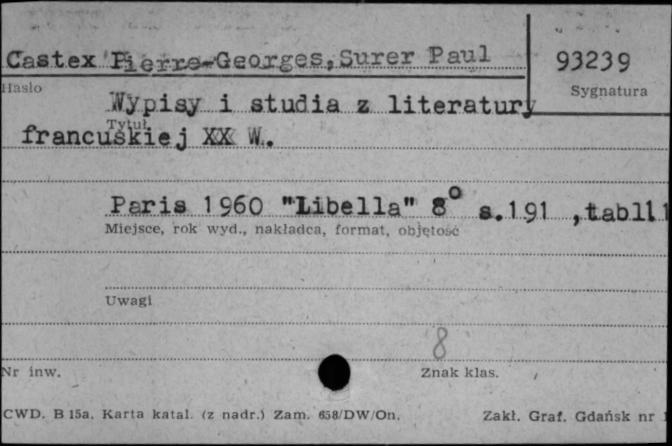 Castex Pierre-Georges, Surer Paul
93239
Hasło
Sygnatura
Wypisy i studia z literatury
Tytuł
francuskiej XX W.
Paris 1960 "Libella" 8° s.191 ,tabl11
Miejsce, rok wyd., nakładca, format, objętość
Uwagi
8
Nr inw.
Znak klas.
CWD. B 15a. Karta katal. (z nadr.) Zam. 658/DW/On.
Zakł. Graf. Gdańsk nr 1